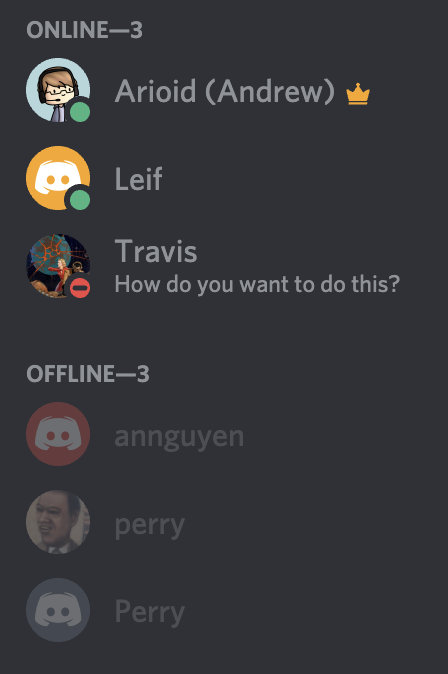 ONLINE—3
Arioid (Andrew)
Leif
Travis
How do you want to do this?
OFFLINE—3
annguyen
perry
Perry